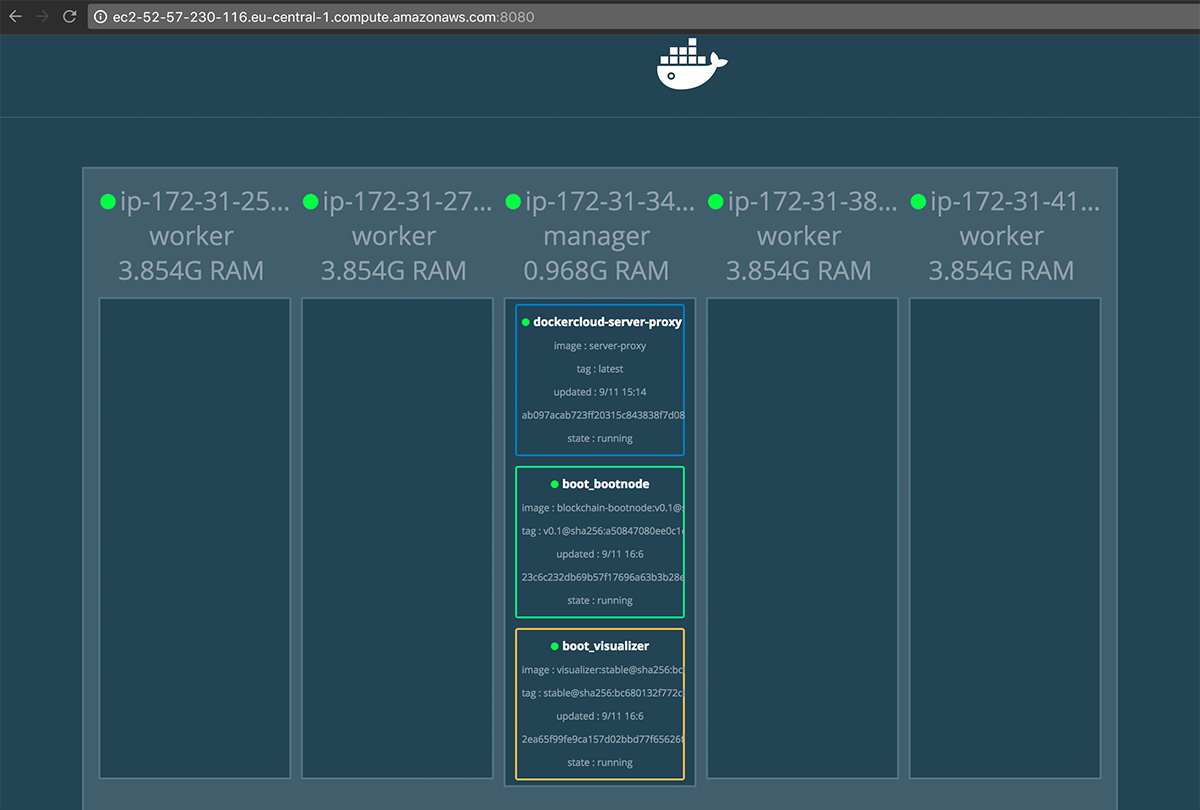 ec2-52-57-230-116.eu-central-1.compute.amazonaws.com:8080
ip-172-31-25...
worker
3.854G RAM
ip-172-31-27...
worker
3.854G RAM
ip-172-31-34...
manager
0.968G RAM
dockercloud-server-proxy
image : server-proxy
tag : latest
updated : 9/11 15:14
ab097acab723ff20315c843838f7d08
state : running
boot_bootnode
image : blockchain-bootnode:v0.1@
tag : v0.1@sha256:a50847080ee0c1
updated : 9/11 16:6
23c6c232db69b57f17696a63b3b28e
state : running
boot_visualizer
image : visualizer:stable@sha256:bc
tag : stable@sha256:bc680132f772c
updated : 9/11 16:6
2ea65f99fe9ca157d02bbd77f65626f
state : running
ip-172-31-38...
worker
3.854G RAM
ip-172-31-41...
worker
3.854G RAM